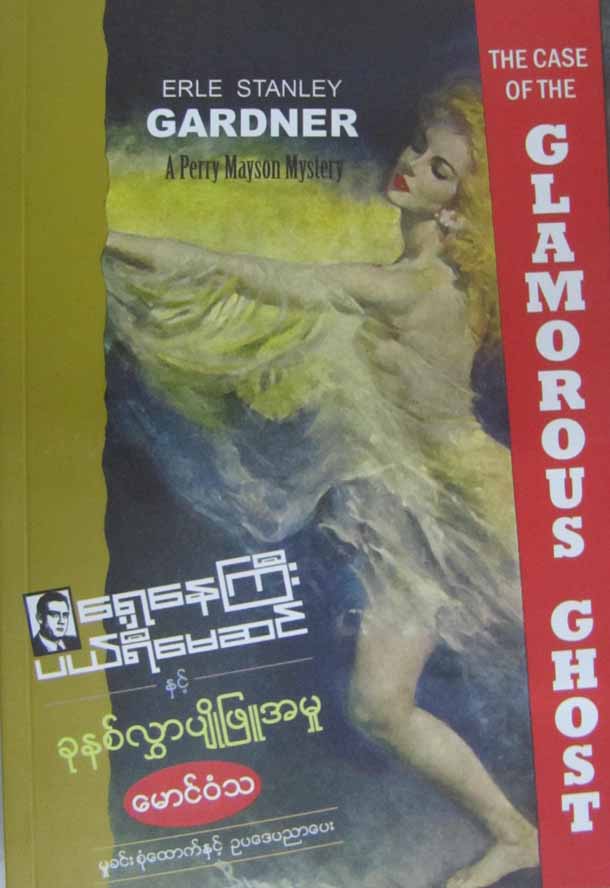 ERLE STANLEY
GARDNER
A Perry Mayson Mystery
THE CASE
OF THE
GLAMOROUS GHOST
ရှေ့နေကြီး
ပယ်ရီမေဆင်
နှင့်
ခုနစ်လွှာပျိုဖြူအမှု
မောင်ဝံသ
မှုခင်းစုံထောက်နှင့် ဥပဒေပညာပေး